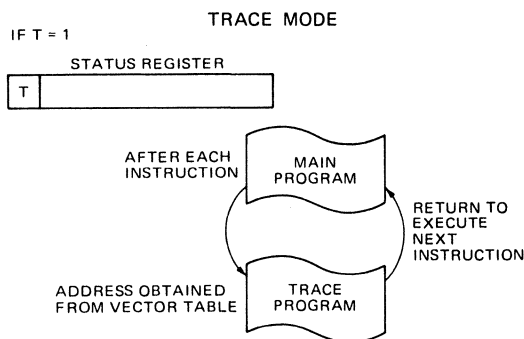 TRACE MODE
IF T = 1
STATUS REGISTER
T
AFTER EACH
INSTRUCTION
MAIN
PROGRAM
RETURN TO
EXECUTE
NEXT
INSTRUCTION
ADDRESS OBTAINED
FROM VECTOR TABLE
TRACE
PROGRAM